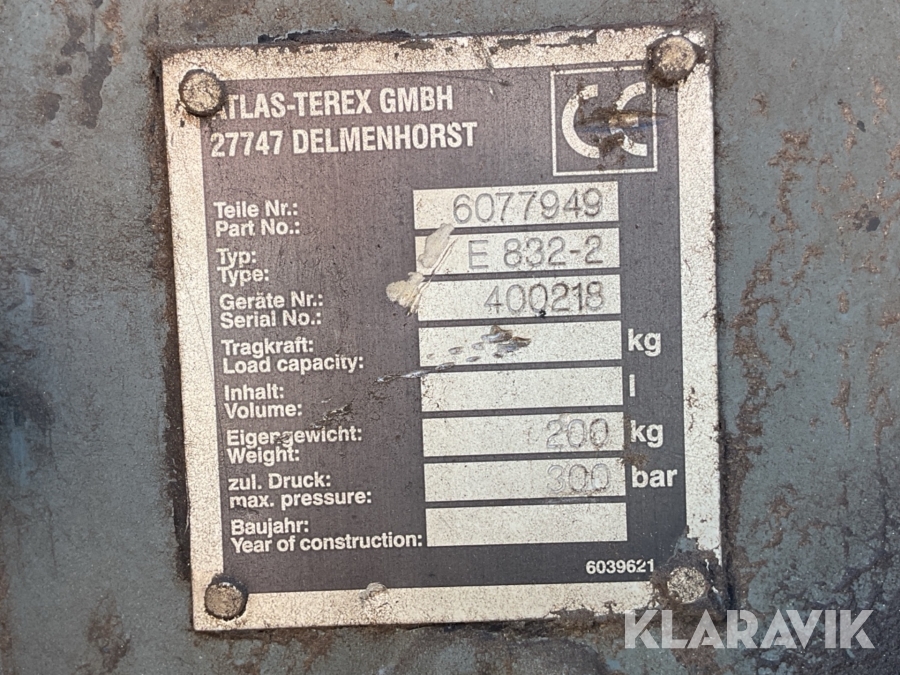 ATLAS-TEREX GMBH
27747 DELMENHORST
CE
Teile Nr.: 6077949
Part No.:
Typ: E 832-2
Type:
Geräte Nr.: 400218
Serial No.:
Tragkraft: kg
Load capacity:
Inhalt: l
Volume:
Eigengewicht: 200 kg
Weight:
zul. Druck: 300 bar
max. pressure:
Baujahr:
Year of construction:
6039621
KLARAVIK